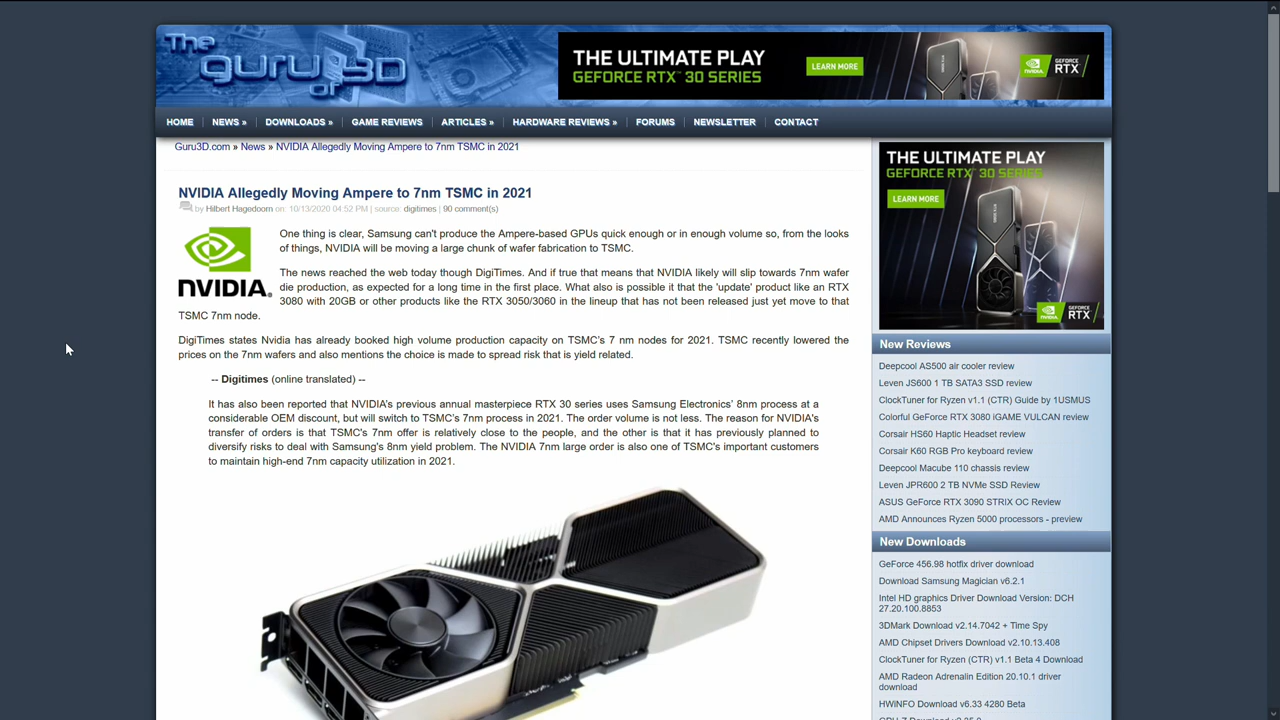 The
guru
of
3D
THE ULTIMATE PLAY
GEFORCE RTX™ 30 SERIES
LEARN MORE
NVIDIA
GEFORCE
RTX
HOME
NEWS »
DOWNLOADS »
GAME REVIEWS
ARTICLES »
HARDWARE REVIEWS »
FORUMS
NEWSLETTER
CONTACT
Guru3D.com » News » NVIDIA Allegedly Moving Ampere to 7nm TSMC in 2021
NVIDIA Allegedly Moving Ampere to 7nm TSMC in 2021
by Hilbert Hagedoorn on: 10/13/2020 04:52 PM | source: digitimes | 90 comment(s)
NVIDIA.
One thing is clear, Samsung can't produce the Ampere-based GPUs quick enough or in enough volume so, from the looks
of things, NVIDIA will be moving a large chunk of wafer fabrication to TSMC.
The news reached the web today though DigiTimes. And if true that means that NVIDIA likely will slip towards 7nm wafer
die production, as expected for a long time in the first place. What also is possible it that the 'update' product like an RTX
3080 with 20GB or other products like the RTX 3050/3060 in the lineup that has not been released just yet move to that
TSMC 7nm node.
DigiTimes states Nvidia has already booked high volume production capacity on TSMC's 7 nm nodes for 2021. TSMC recently lowered the
prices on the 7nm wafers and also mentions the choice is made to spread risk that is yield related.
-- Digitimes (online translated) --
It has also been reported that NVIDIA's previous annual masterpiece RTX 30 series uses Samsung Electronics' 8nm process at a
considerable OEM discount, but will switch to TSMC's 7nm process in 2021. The order volume is not less. The reason for NVIDIA's
transfer of orders is that TSMC's 7nm offer is relatively close to the people, and the other is that it has previously planned to
diversify risks to deal with Samsung's 8nm yield problem. The NVIDIA 7nm large order is also one of TSMC's important customers
to maintain high-end 7nm capacity utilization in 2021.
THE ULTIMATE PLAY
GEFORCE RTX™ 30 SERIES
LEARN MORE
NVIDIA
GEFORCE
RTX
New Reviews
Deepcool AS500 air cooler review
Leven JS600 1 TB SATA3 SSD review
ClockTuner for Ryzen v1.1 (CTR) Guide by 1USMUS
Colorful GeForce RTX 3080 iGAME VULCAN review
Corsair HS60 Haptic Headset review
Corsair K60 RGB Pro keyboard review
Deepcool Macube 110 chassis review
Leven JPR600 2 TB NVMe SSD Review
ASUS GeForce RTX 3090 STRIX OC Review
AMD Announces Ryzen 5000 processors - preview
New Downloads
GeForce 456.98 hotfix driver download
Download Samsung Magician v6.2.1
Intel HD graphics Driver Download Version: DCH
27.20.100.8853
3DMark Download v2.14.7042 + Time Spy
AMD Chipset Drivers Download v2.10.13.408
ClockTuner for Ryzen (CTR) v1.1 Beta 4 Download
AMD Radeon Adrenalin Edition 20.10.1 driver
download
HWiNFO Download v6.33 4280 Beta